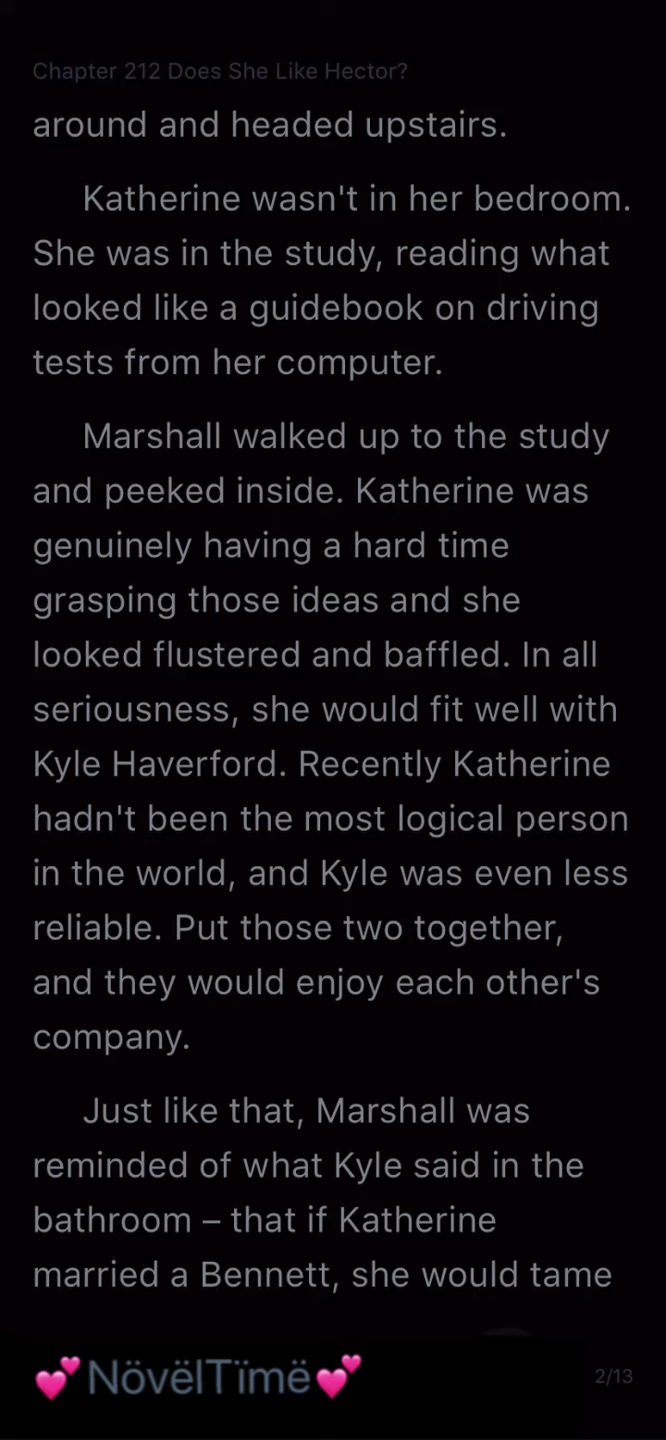 Chapter 212 Does She Like Hector?
around and headed upstairs.
Katherine wasn't in her bedroom.
She was in the study, reading what
looked like a guidebook on driving
tests from her computer.
Marshall walked up to the study
and peeked inside. Katherine was
genuinely having a hard time
grasping those ideas and she
looked flustered and baffled. In all
seriousness, she would fit well with
Kyle Haverford. Recently Katherine
hadn't been the most logical person
in the world, and Kyle was even less
reliable. Put those two together,
and they would enjoy each other's
company.
Just like that, Marshall was
reminded of what Kyle said in the
bathroom – that if Katherine
married a Bennett, she would tame
💕NövëlTïmë💕
2/13